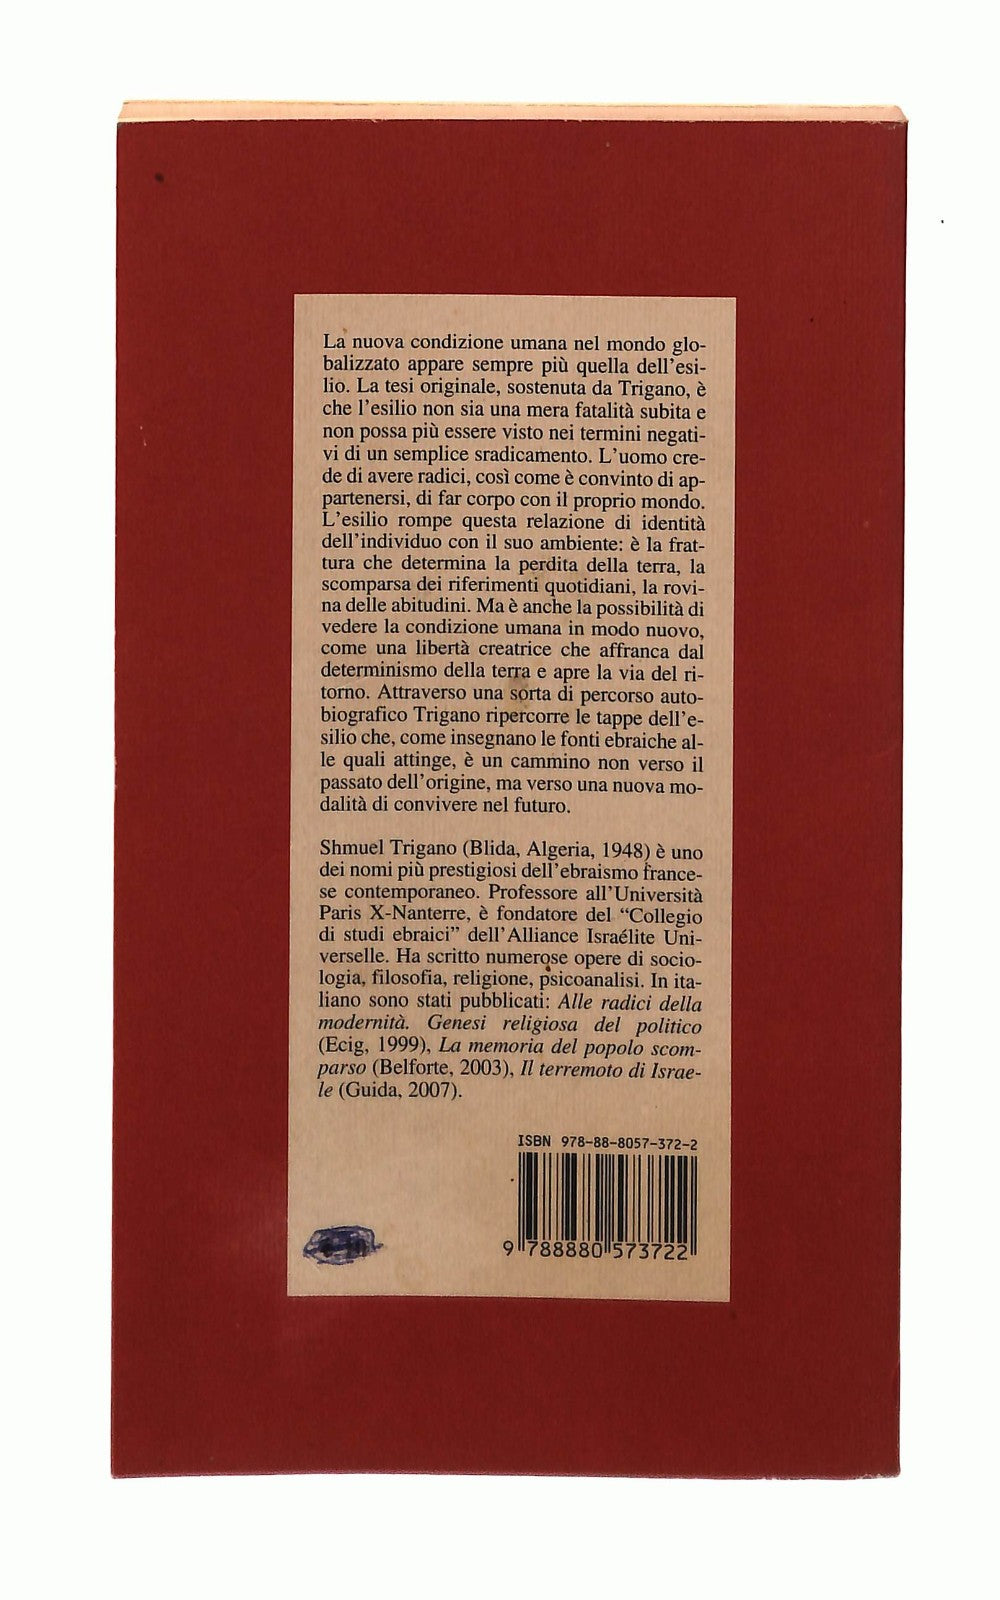 La nuova condizione umana nel mondo glo-
balizzato appare sempre più quella dell'esi-
lio. La tesi originale, sostenuta da Trigano, è
che l'esilio non sia una mera fatalità subita e
non possa più essere visto nei termini negati-
vi di un semplice sradicamento. L'uomo cre-
de di avere radici, così come è convinto di ap-
partenersi, di far corpo con il proprio mondo.
L'esilio rompe questa relazione di identità
dell'individuo con il suo ambiente: è la frat-
tura che determina la perdita della terra, la
scomparsa dei riferimenti quotidiani, la rovi-
na delle abitudini. Ma è anche la possibilità di
vedere la condizione umana in modo nuovo,
come una libertà creatrice che affranca dal
determinismo della terra e apre la via del ri-
torno. Attraverso una sorta di percorso auto-
biografico Trigano ripercorre le tappe dell'e-
silio che, come insegnano le fonti ebraiche al-
le quali attinge, è un cammino non verso il
passato dell'origine, ma verso una nuova mo-
dalità di convivere nel futuro.
Shmuel Trigano (Blida, Algeria, 1948) è uno
dei nomi più prestigiosi dell'ebraismo france-
se contemporaneo. Professore all'Università
Paris X-Nanterre, è fondatore del “Collegio
di studi ebraici” dell'Alliance Israélite Uni-
verselle. Ha scritto numerose opere di socio-
logia, filosofia, religione, psicoanalisi. In ita-
liano sono stati pubblicati: Alle radici della
modernità. Genesi religiosa del politico
(Ecig, 1999), La memoria del popolo scom-
parso (Belforte, 2003), Il terremoto di Israe-
le (Guida, 2007).
ISBN 978-88-8057-372-2
9 788880 573722